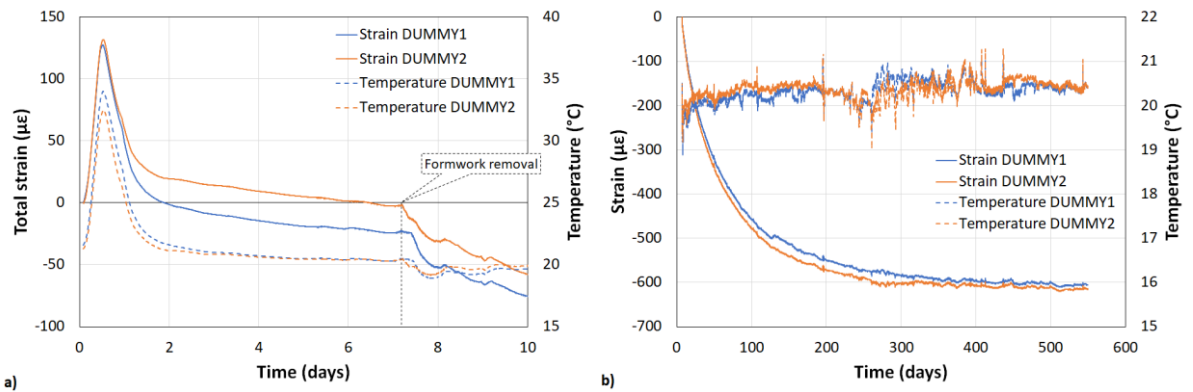 150
100
50
0
-50
-100
Total strain (µε)
40
35
30
25
20
15
Temperature (°C)
Strain DUMMY1
Strain DUMMY2
Temperature DUMMY1
Temperature DUMMY2
Formwork removal
0 2 4 6 8 10
Time (days)
a)
-0
-100
-200
-300
-400
-500
-600
-700
Strain (µε)
22
21
20
19
18
17
16
15
Temperature (°C)
Strain DUMMY1
Strain DUMMY2
Temperature DUMMY1
Temperature DUMMY2
0 100 200 300 400 500 600
Time (days)
b)